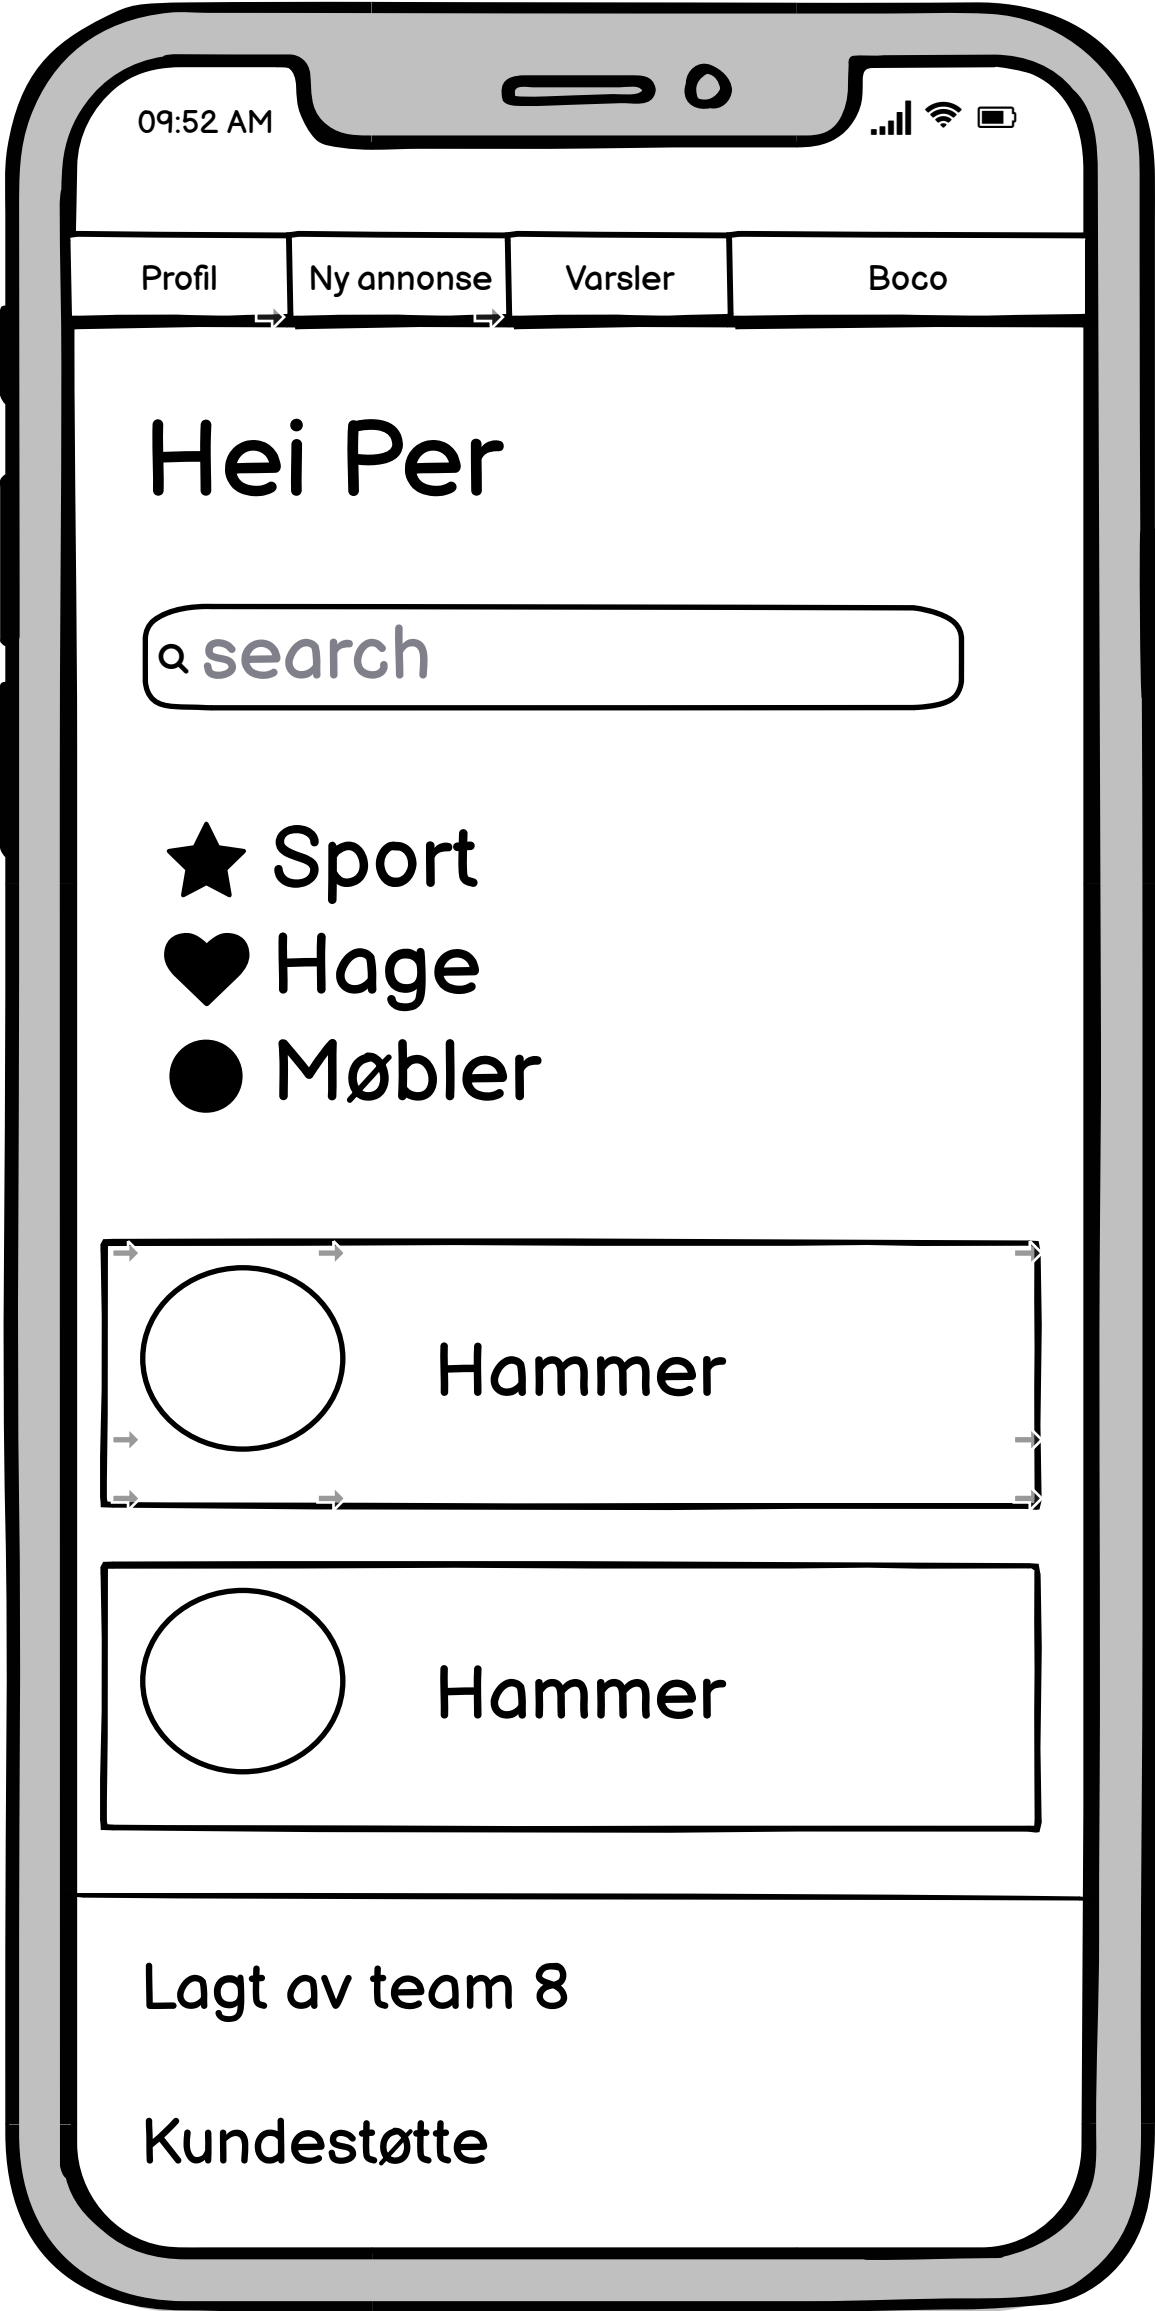 09:52 AM
Profil Ny annonse Varsler Boco
Hei Per
search
Sport
Hage
Møbler
Hammer
Hammer
Lagt av team 8
Kundestøtte